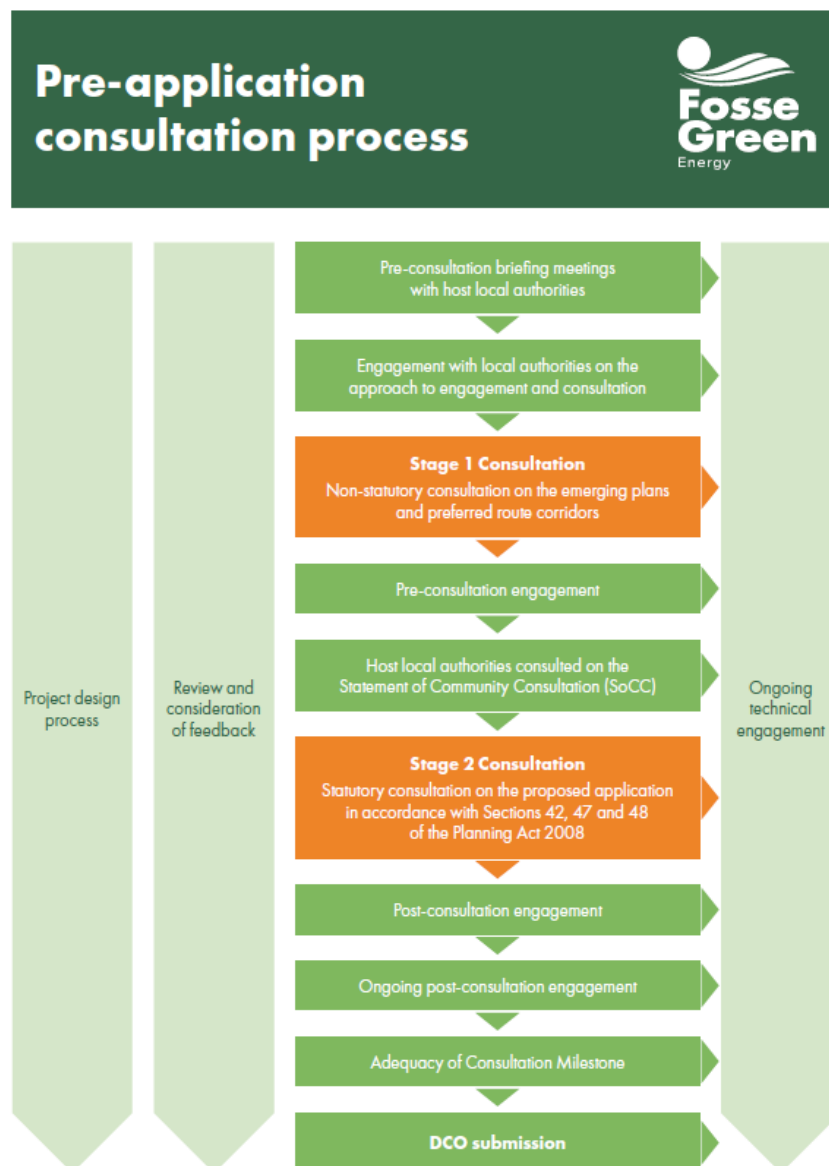 Pre-application
consultation process
Fosse
Green
Energy
Pre-consultation briefing meetings
with host local authorities
Engagement with local authorities on the
approach to engagement and consultation
Stage 1 Consultation
Non-statutory consultation on the emerging plans
and preferred route corridors
Pre-consultation engagement
Host local authorities consulted on the
Statement of Community Consultation (SoCC)
Project design
process
Review and
consideration
of feedback
Ongoing
technical
engagement
Stage 2 Consultation
Statutory consultation on the proposed application
in accordance with Sections 42, 47 and 48
of the Planning Act 2008
Post-consultation engagement
Ongoing post-consultation engagement
Adequacy of Consultation Milestone
DCO submission